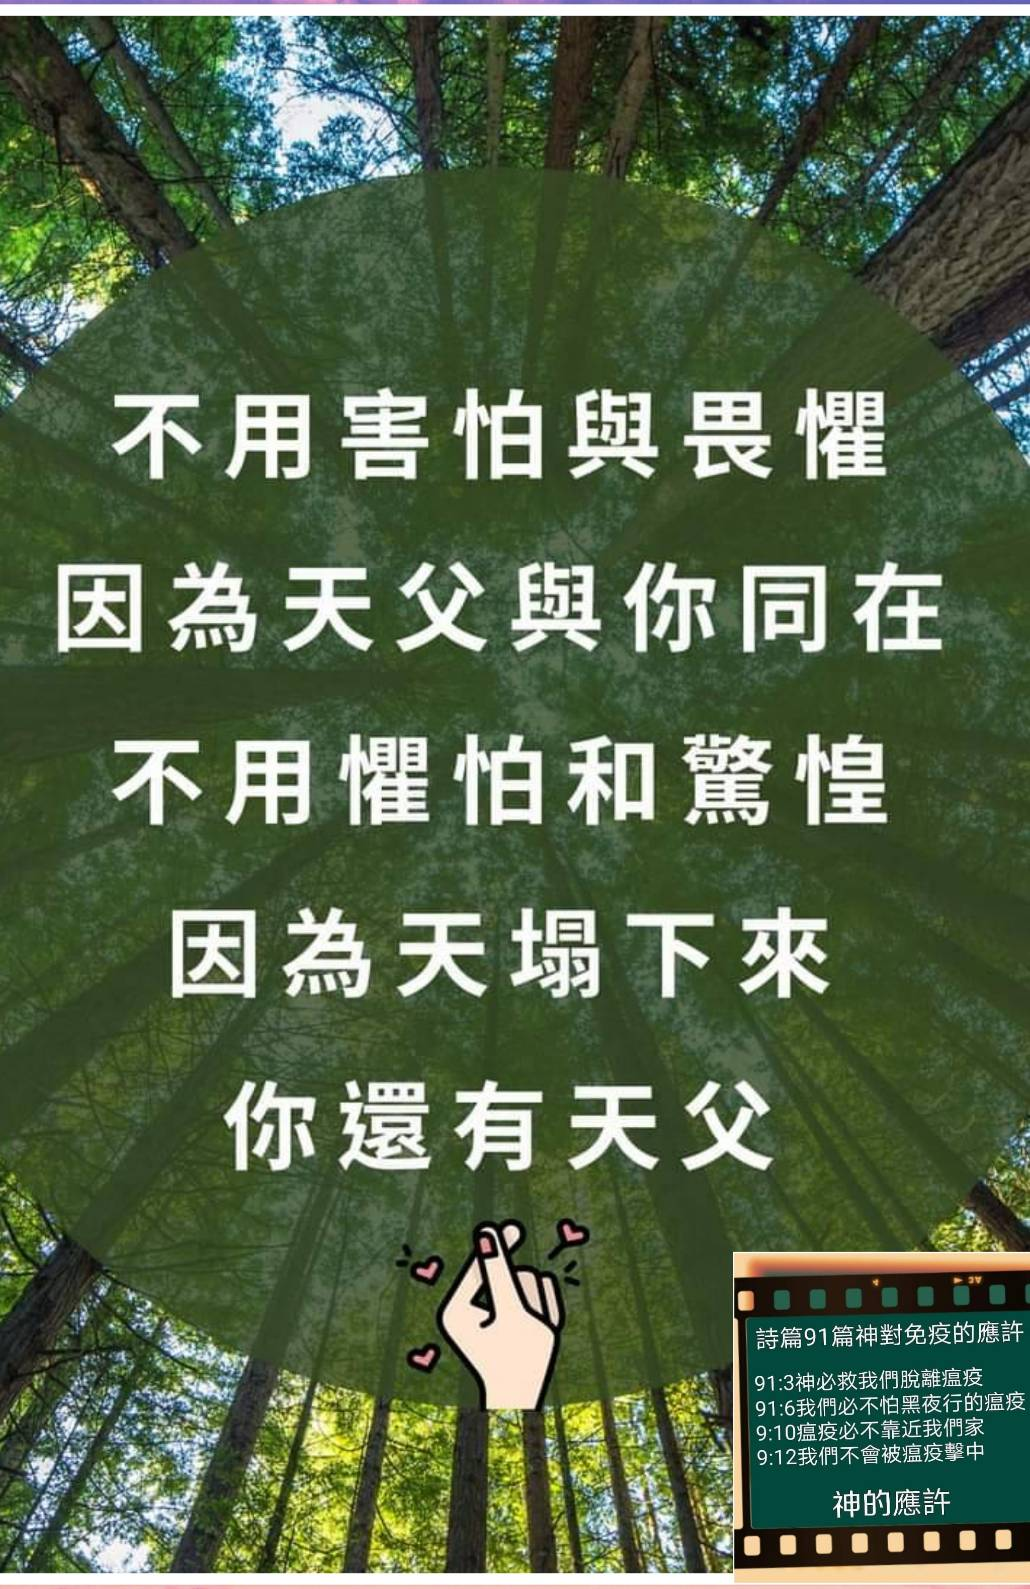 不用害怕與畏懼
因為天父與你同在
不用懼怕和驚惶
因為天塌下來
你還有天父
詩篇91篇神對免疫的應許
91:3神必救我們脫離瘟疫
91:6我們必不怕黑夜行的瘟疫
9:10瘟疫必不靠近我們家
9:12我們不會被瘟疫擊中
神的應許